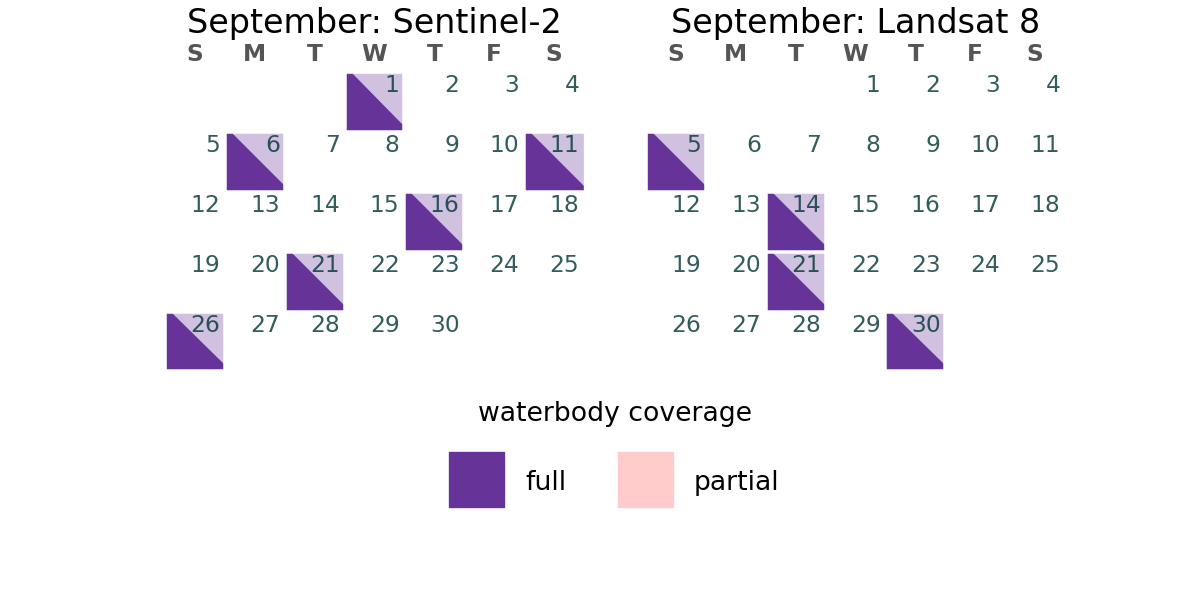 September: Sentinel-2
S M T W T F S
1 2 3 4
5 6 7 8 9 10 11
12 13 14 15 16 17 18
19 20 21 22 23 24 25
26 27 28 29 30
September: Landsat 8
S M T W T F S
1 2 3 4
5 6 7 8 9 10 11
12 13 14 15 16 17 18
19 20 21 22 23 24 25
26 27 28 29 30
waterbody coverage
full partial